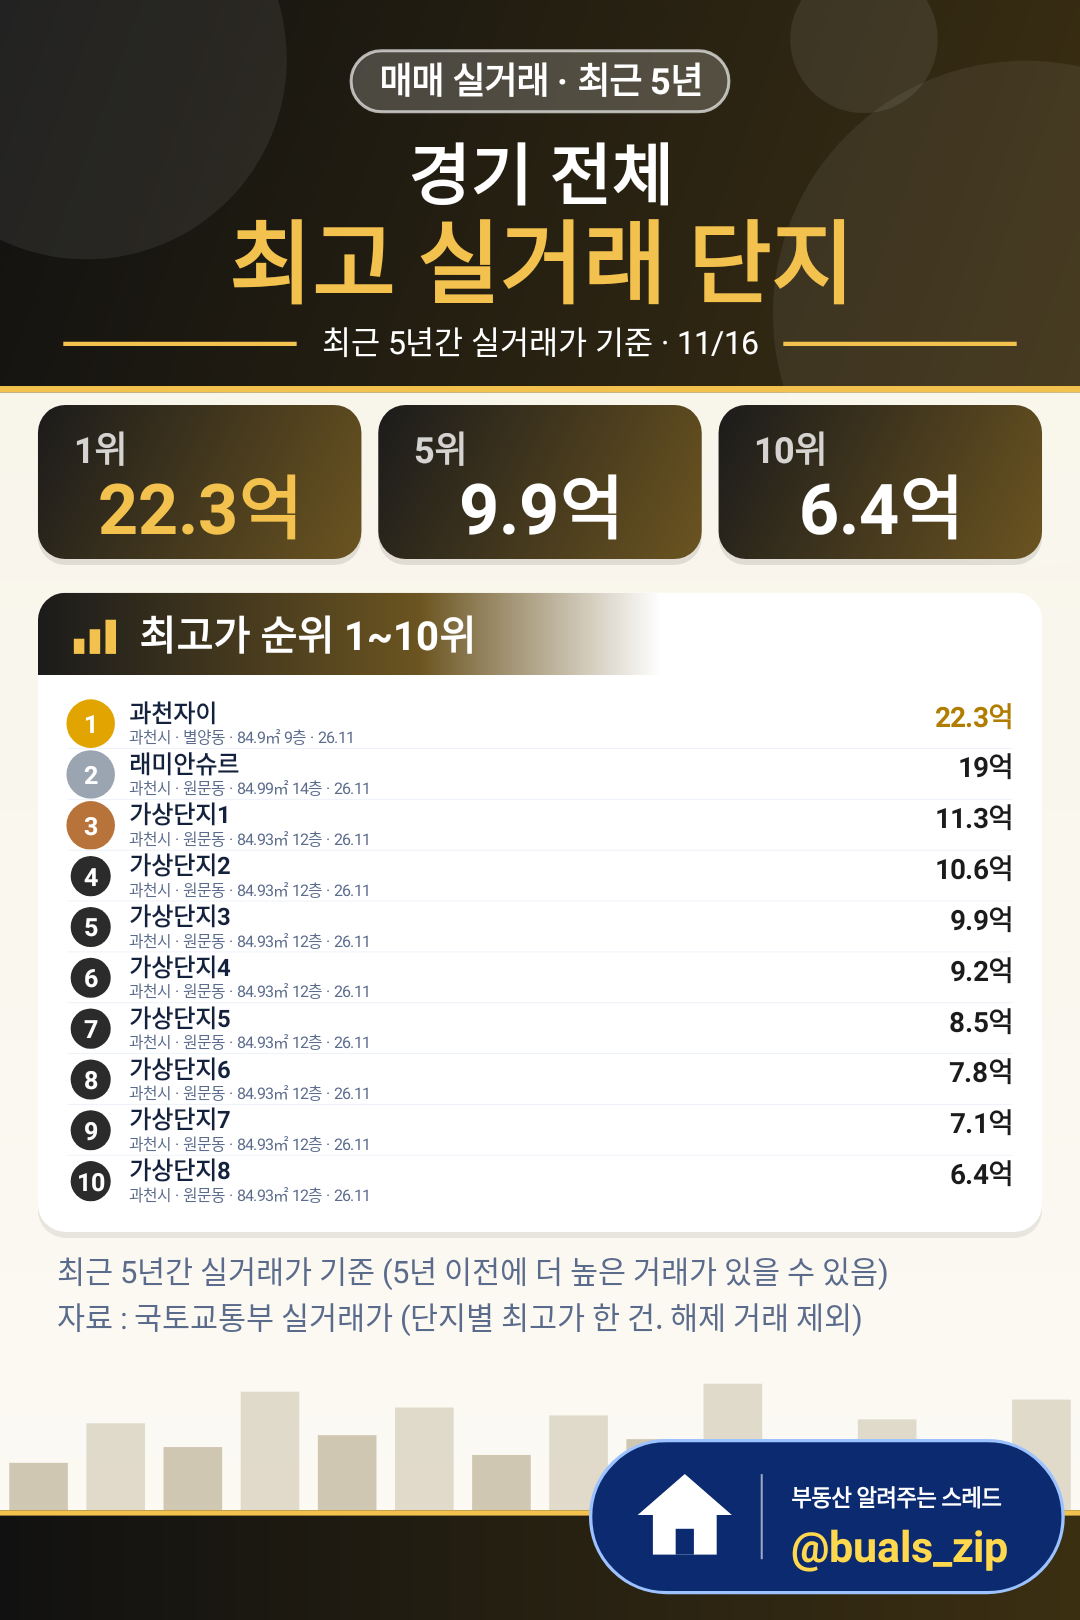 매매 실거래 · 최근 5년
경기 전체
최고 실거래 단지
최근 5년간 실거래가 기준 · 11/16
1위
22.3억
5위
9.9억
10위
6.4억
최고가 순위 1~10위
1 과천자이 22.3억
과천시 · 별양동 · 84.9㎡ 9층 · 26.11
2 래미안슈르 19억
과천시 · 원문동 · 84.99㎡ 14층 · 26.11
3 가상단지1 11.3억
과천시 · 원문동 · 84.93㎡ 12층 · 26.11
4 가상단지2 10.6억
과천시 · 원문동 · 84.93㎡ 12층 · 26.11
5 가상단지3 9.9억
과천시 · 원문동 · 84.93㎡ 12층 · 26.11
6 가상단지4 9.2억
과천시 · 원문동 · 84.93㎡ 12층 · 26.11
7 가상단지5 8.5억
과천시 · 원문동 · 84.93㎡ 12층 · 26.11
8 가상단지6 7.8억
과천시 · 원문동 · 84.93㎡ 12층 · 26.11
9 가상단지7 7.1억
과천시 · 원문동 · 84.93㎡ 12층 · 26.11
10 가상단지8 6.4억
과천시 · 원문동 · 84.93㎡ 12층 · 26.11
최근 5년간 실거래가 기준 (5년 이전에 더 높은 거래가 있을 수 있음)
자료 : 국토교통부 실거래가 (단지별 최고가 한 건. 해제 거래 제외)
부동산 알려주는 스레드
@buals_zip